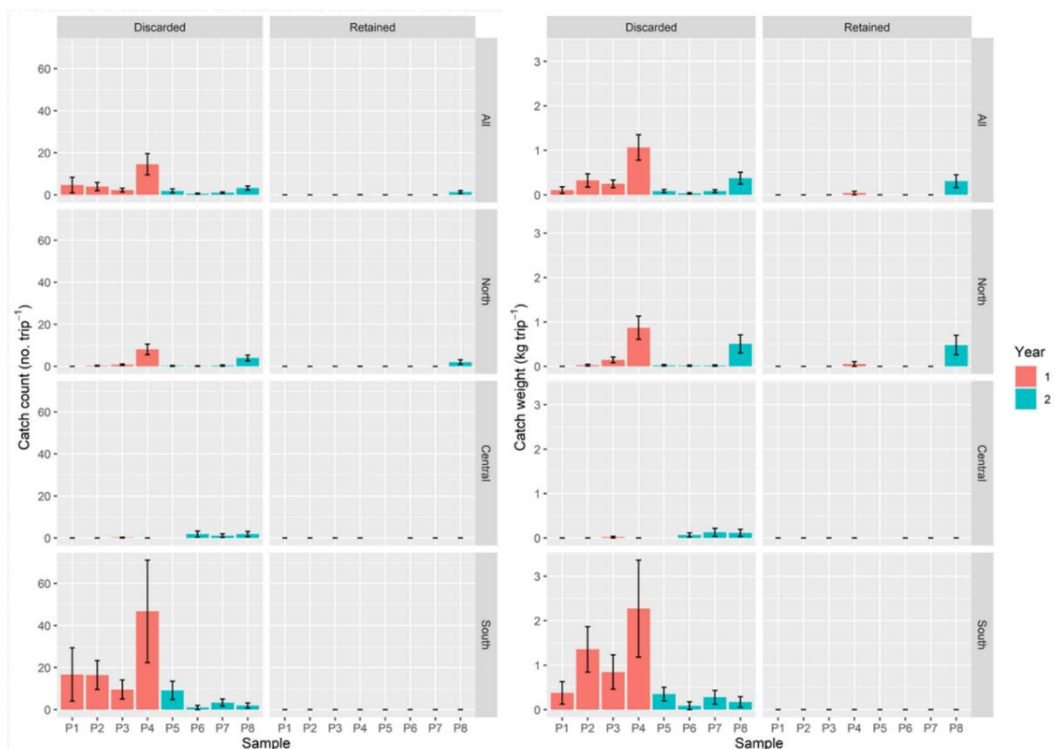 Discarded
Retained
60
40
20
0
All
60
40
20
0
North
60
40
20
0
Central
60
40
20
0
South
P1 P2 P3 P4 P5 P6 P7 P8
P1 P2 P3 P4 P5 P6 P7 P8
Sample
Catch count (no. trip⁻¹)
Discarded
Retained
3
2
1
0
All
3
2
1
0
North
3
2
1
0
Central
3
2
1
0
South
P1 P2 P3 P4 P5 P6 P7 P8
P1 P2 P3 P4 P5 P6 P7 P8
Sample
Catch weight (kg trip⁻¹)
Year
1
2